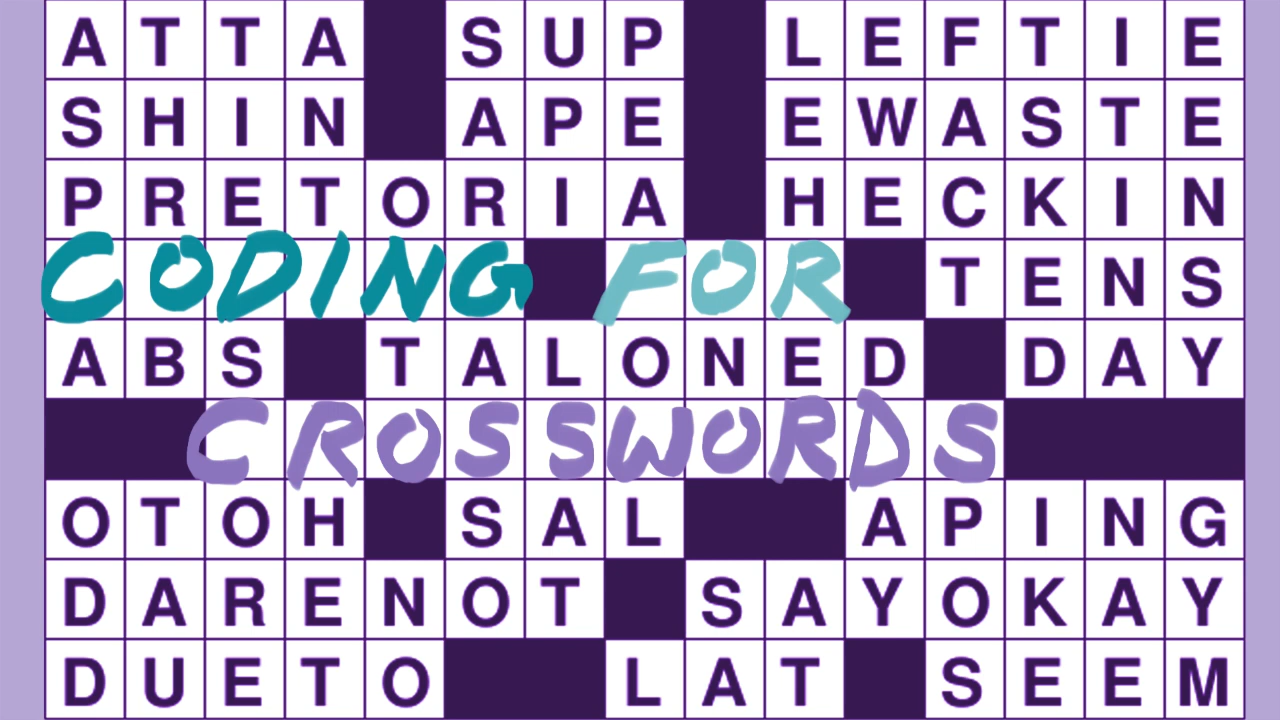 ATTA SUP LEFTIE
SHIN APE EWASTE
PRETORIA HECKIN
CODING FOR TENS
ABS TALONED DAY
CROSSWORDS
OTOH SAL APING
DARENOT SAYOKAY
DUETO LAT SEEM